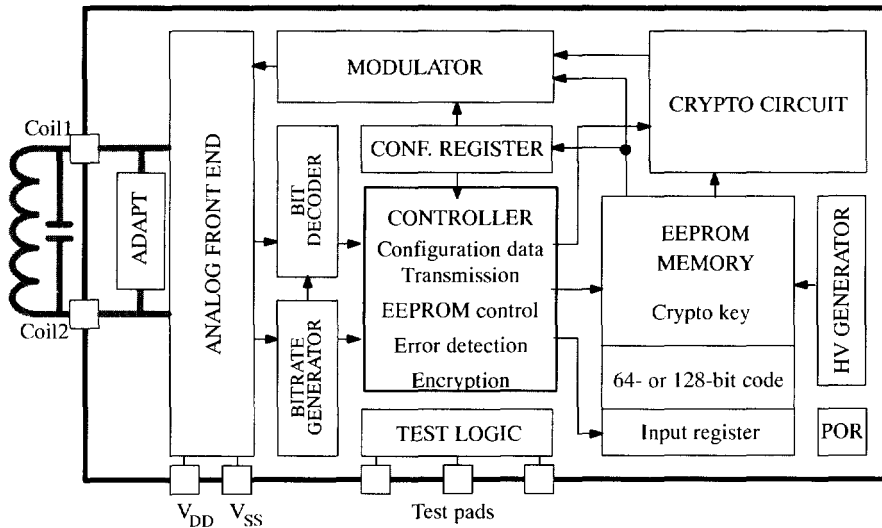 MODULATOR
CRYPTO CIRCUIT
Coil1
CONF. REGISTER
ADAPT
ANALOG FRONT END
BIT
DECODER
CONTROLLER
Configuration data
Transmission
EEPROM control
Error detection
Encryption
EEPROM
MEMORY
Crypto key
HV GENERATOR
Coil2
BITRATE
GENERATOR
64- or 128-bit code
TEST LOGIC
Input register
POR
VDD
VSS
Test pads